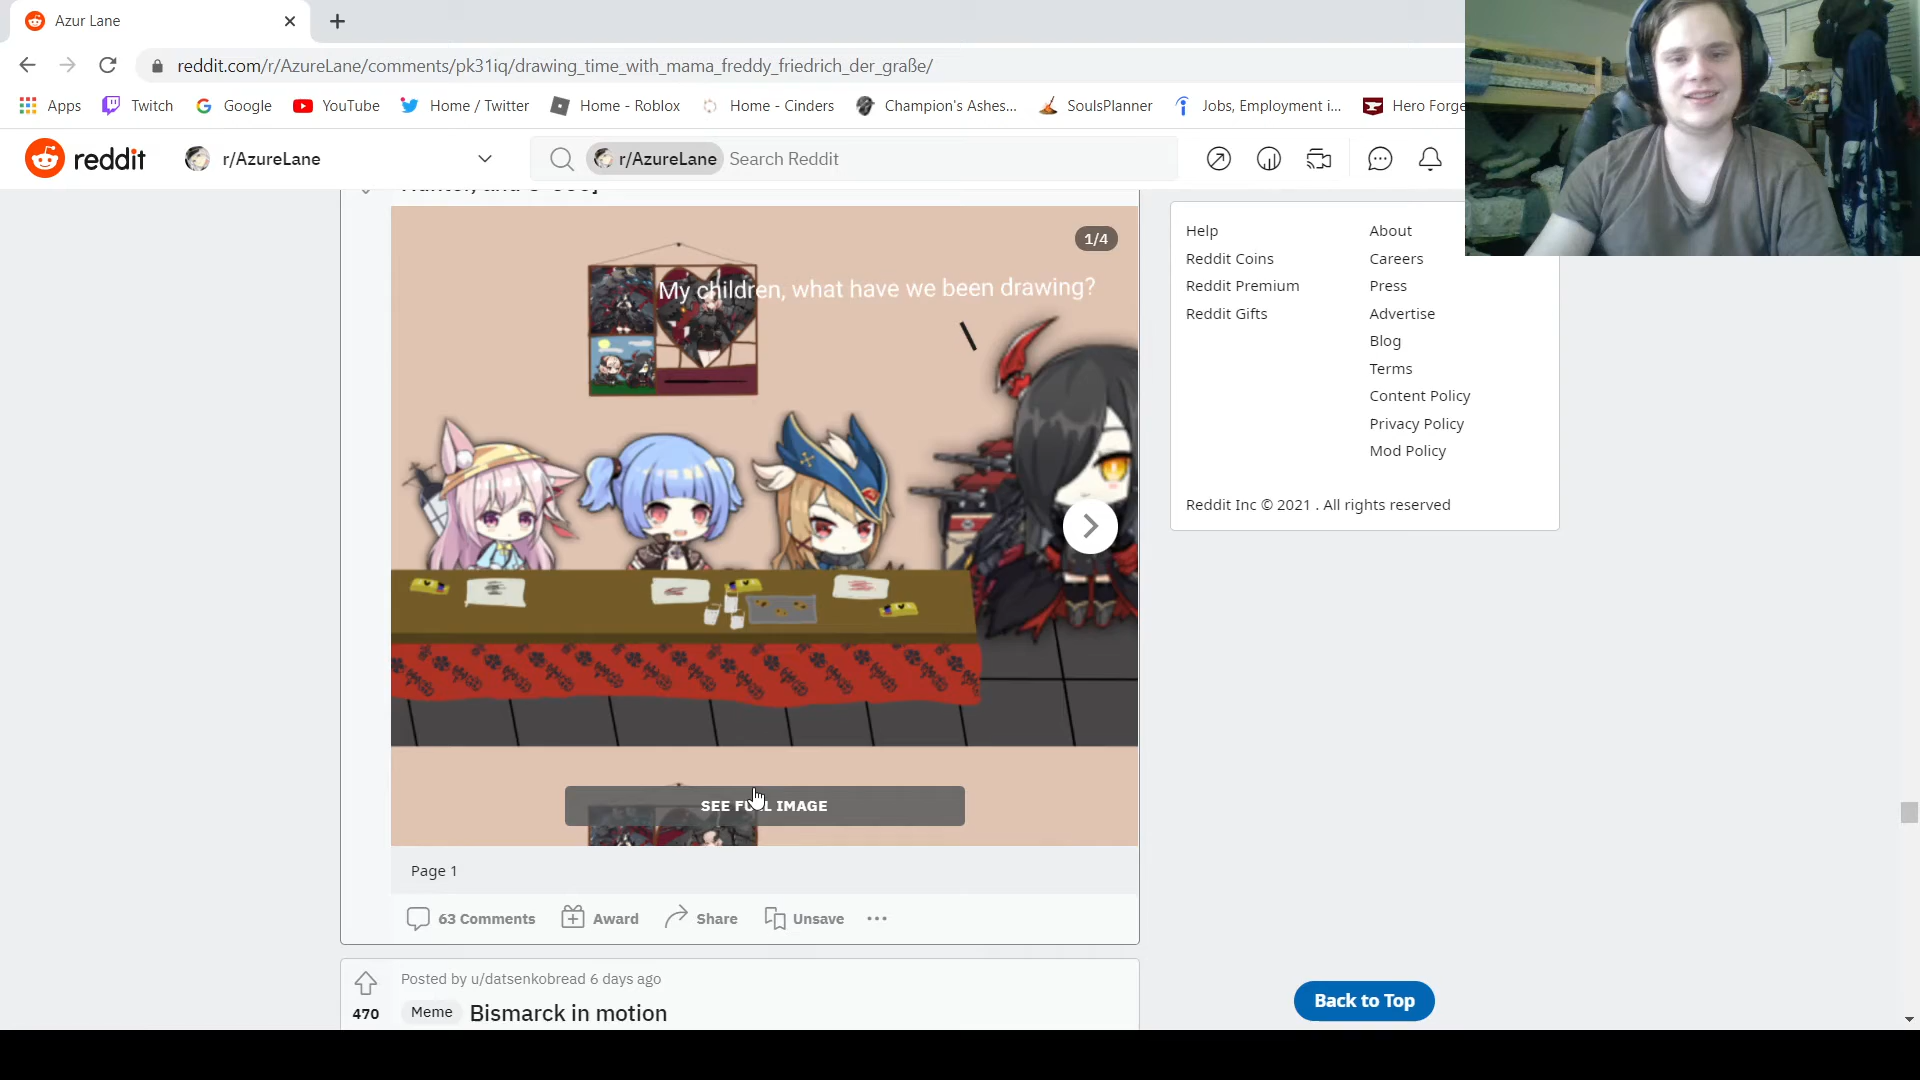 Azur Lane
reddit.com/r/AzureLane/comments/pk31iq/drawing_time_with_mama_freddy_friedrich_der_graße/
Apps Twitch Google YouTube Home / Twitter Home - Roblox Home - Cinders Champion's Ashes... SoulsPlanner Jobs, Employment i... Hero Forge
reddit r/AzureLane r/AzureLane Search Reddit
1/4
My children, what have we been drawing?
SEE FULL IMAGE
Page 1
63 Comments Award Share Unsave
Posted by u/datsenkobread 6 days ago
470 Meme Bismarck in motion
Help About
Reddit Coins Careers
Reddit Premium Press
Reddit Gifts Advertise
Blog
Terms
Content Policy
Privacy Policy
Mod Policy
Reddit Inc © 2021 . All rights reserved
Back to Top